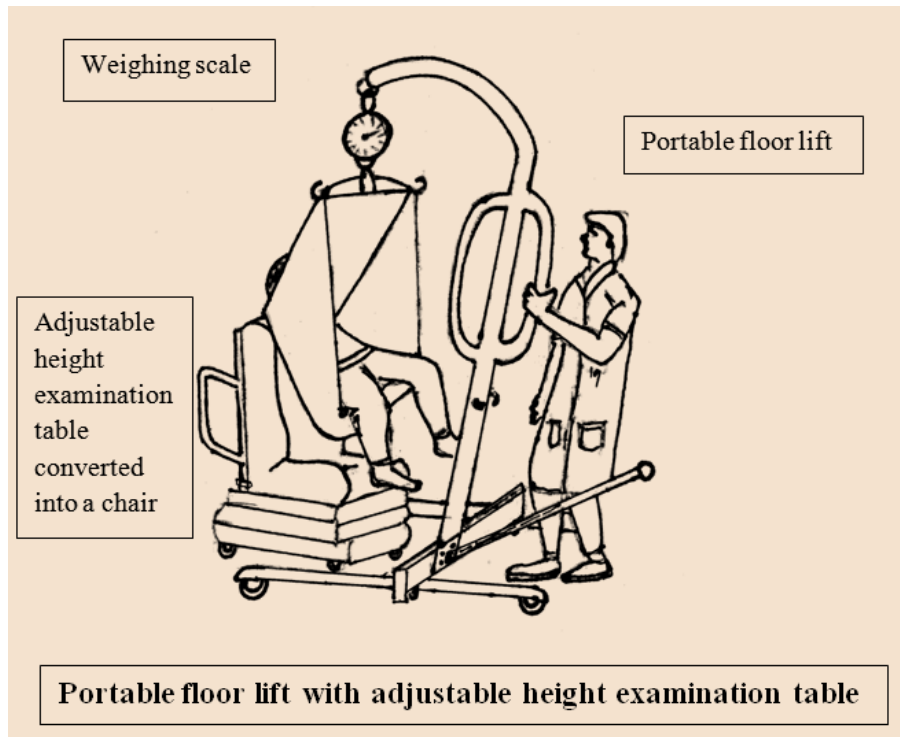 Weighing scale
Portable floor lift
Adjustable
height
examination
table
converted
into a chair
Portable floor lift with adjustable height examination table